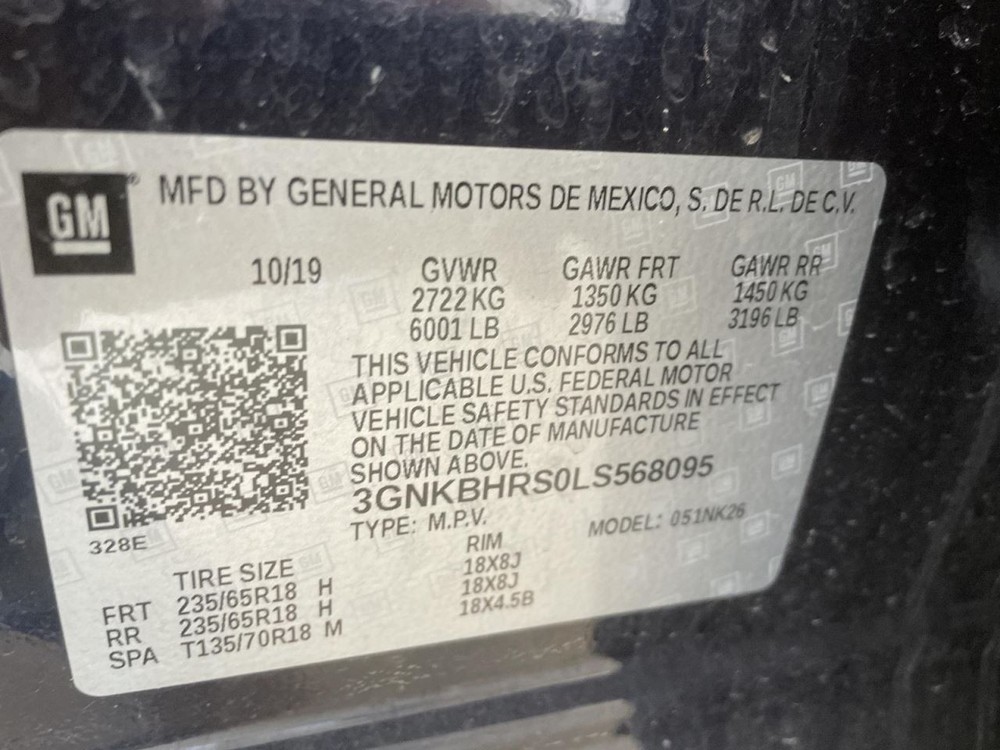 GM ®
MFD BY GENERAL MOTORS DE MEXICO, S. DE R.L. DE C.V.
10/19 GVWR GAWR FRT GAWR RR
2722 KG 1350 KG 1450 KG
6001 LB 2976 LB 3196 LB
THIS VEHICLE CONFORMS TO ALL
APPLICABLE U.S. FEDERAL MOTOR
VEHICLE SAFETY STANDARDS IN EFFECT
ON THE DATE OF MANUFACTURE
SHOWN ABOVE.
3GNKBHRS0LS568095
TYPE: M.P.V. MODEL: 051NK26
328E
TIRE SIZE RIM
FRT 235/65R18 H 18X8J
RR 235/65R18 H 18X8J
SPA T135/70R18 M 18X4.5B